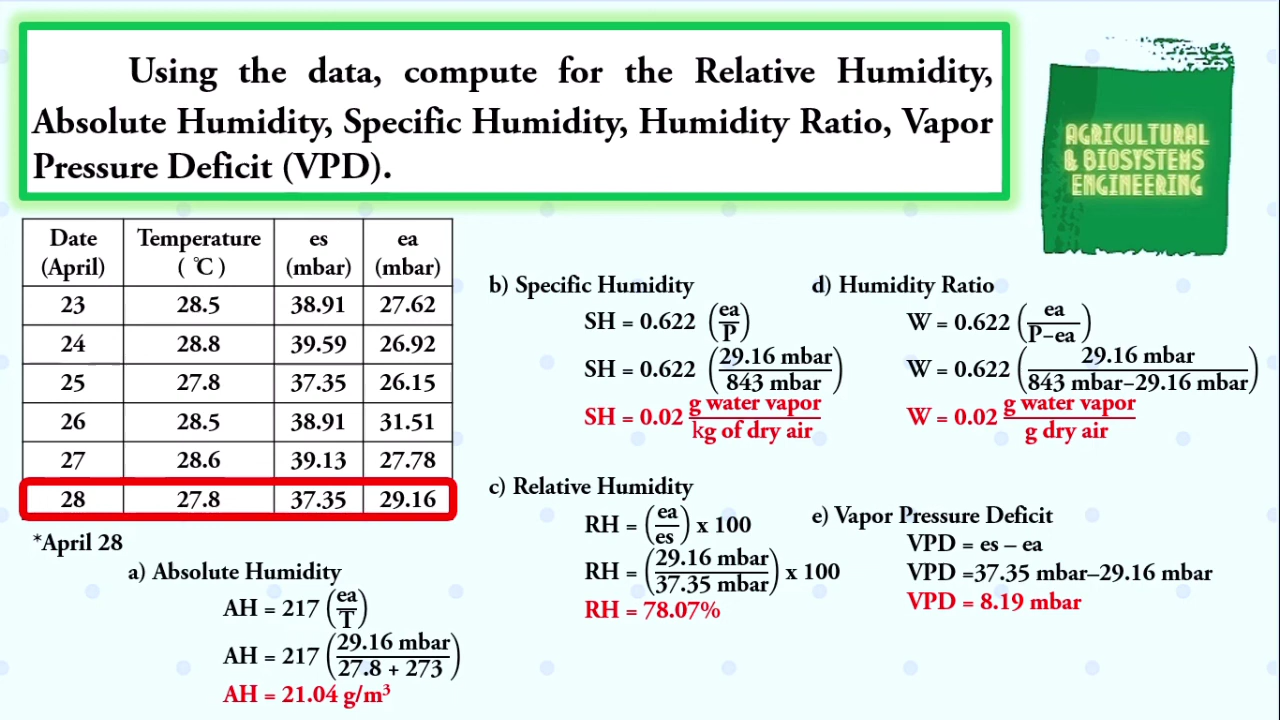 Using the data, compute for the Relative Humidity,
Absolute Humidity, Specific Humidity, Humidity Ratio, Vapor
Pressure Deficit (VPD).
AGRICULTURAL
& BIOSYSTEMS
ENGINEERING
Date (April) Temperature (℃) es (mbar) ea (mbar)
23 28.5 38.91 27.62
24 28.8 39.59 26.92
25 27.8 37.35 26.15
26 28.5 38.91 31.51
27 28.6 39.13 27.78
28 27.8 37.35 29.16
*April 28
a) Absolute Humidity
AH = 217 (ea/T)
AH = 217 (29.16 mbar/27.8 + 273)
AH = 21.04 g/m³
b) Specific Humidity
SH = 0.622 (ea/P)
SH = 0.622 (29.16 mbar/843 mbar)
SH = 0.02 g water vapor/kg of dry air
c) Relative Humidity
RH = (ea/es) x 100
RH = (29.16 mbar/37.35 mbar) x 100
RH = 78.07%
d) Humidity Ratio
W = 0.622 (ea/P–ea)
W = 0.622 (29.16 mbar/843 mbar–29.16 mbar)
W = 0.02 g water vapor/g dry air
e) Vapor Pressure Deficit
VPD = es – ea
VPD =37.35 mbar–29.16 mbar
VPD = 8.19 mbar